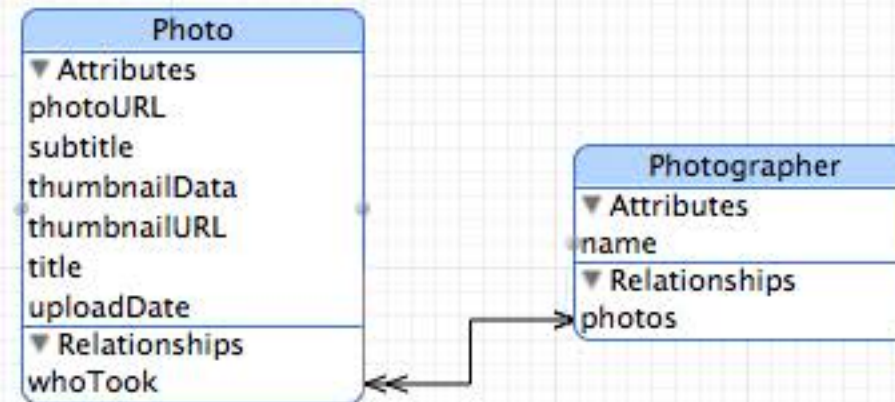 Photo
Attributes
photoURL
subtitle
thumbnailData
thumbnailURL
title
uploadDate
Relationships
whoTook
Photographer
Attributes
name
Relationships
photos